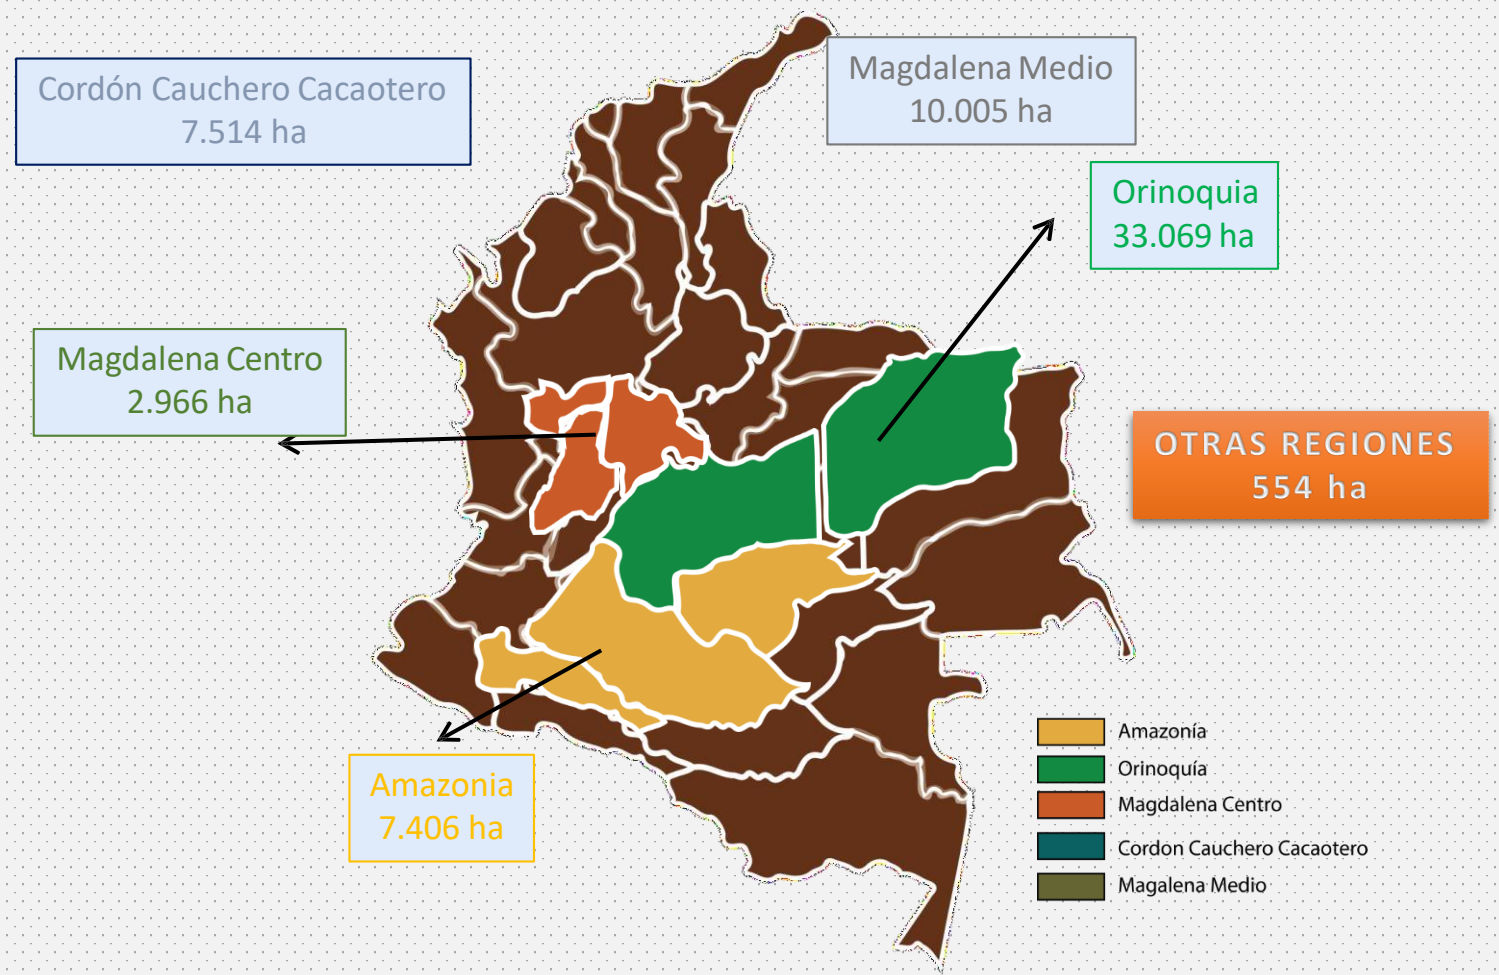 Cordón Cauchero Cacaotero
7.514 ha
Magdalena Medio
10.005 ha
Orinoquia
33.069 ha
Magdalena Centro
2.966 ha
OTRAS REGIONES
554 ha
Amazonia
7.406 ha
Amazonía
Orinoquía
Magdalena Centro
Cordon Cauchero Cacaotero
Magalena Medio